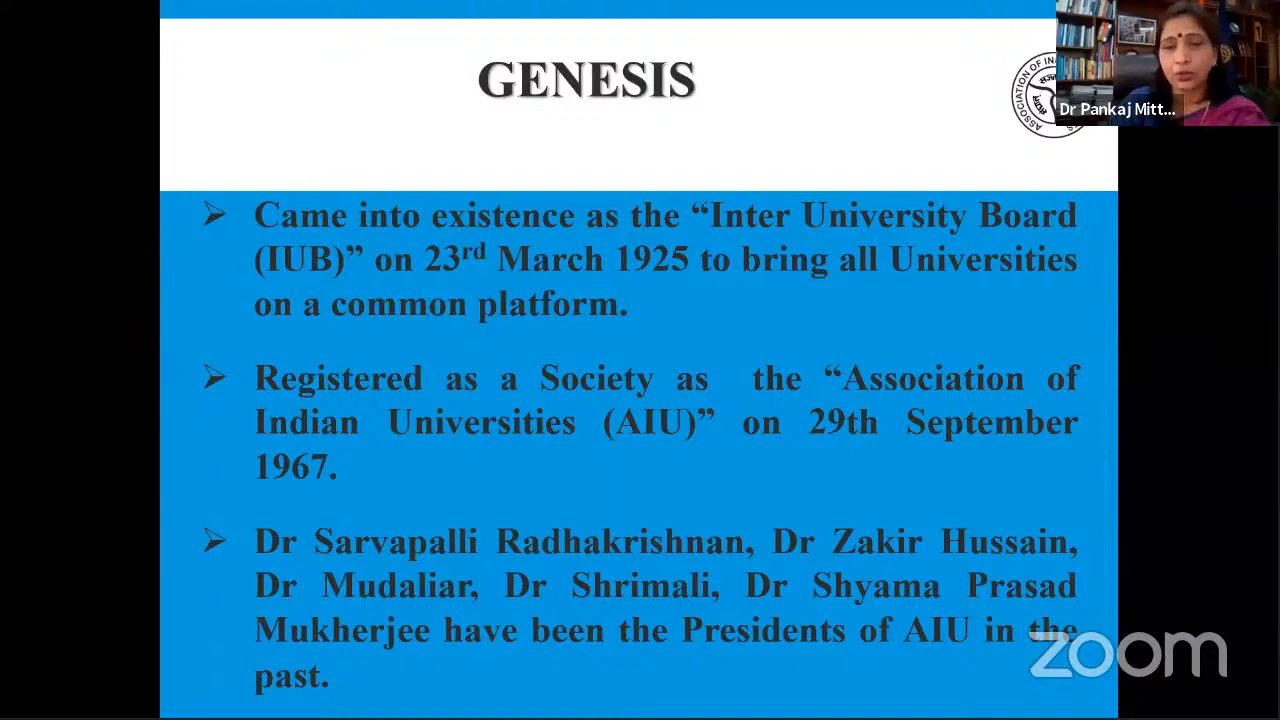 GENESIS
ASSOCIATION OF IN
Dr Pankaj Mitt...
➢ Came into existence as the “Inter University Board
(IUB)” on 23rd March 1925 to bring all Universities
on a common platform.
➢ Registered as a Society as the “Association of
Indian Universities (AIU)” on 29th September
1967.
➢ Dr Sarvapalli Radhakrishnan, Dr Zakir Hussain,
Dr Mudaliar, Dr Shrimali, Dr Shyama Prasad
Mukherjee have been the Presidents of AIU in the
past.
zoom